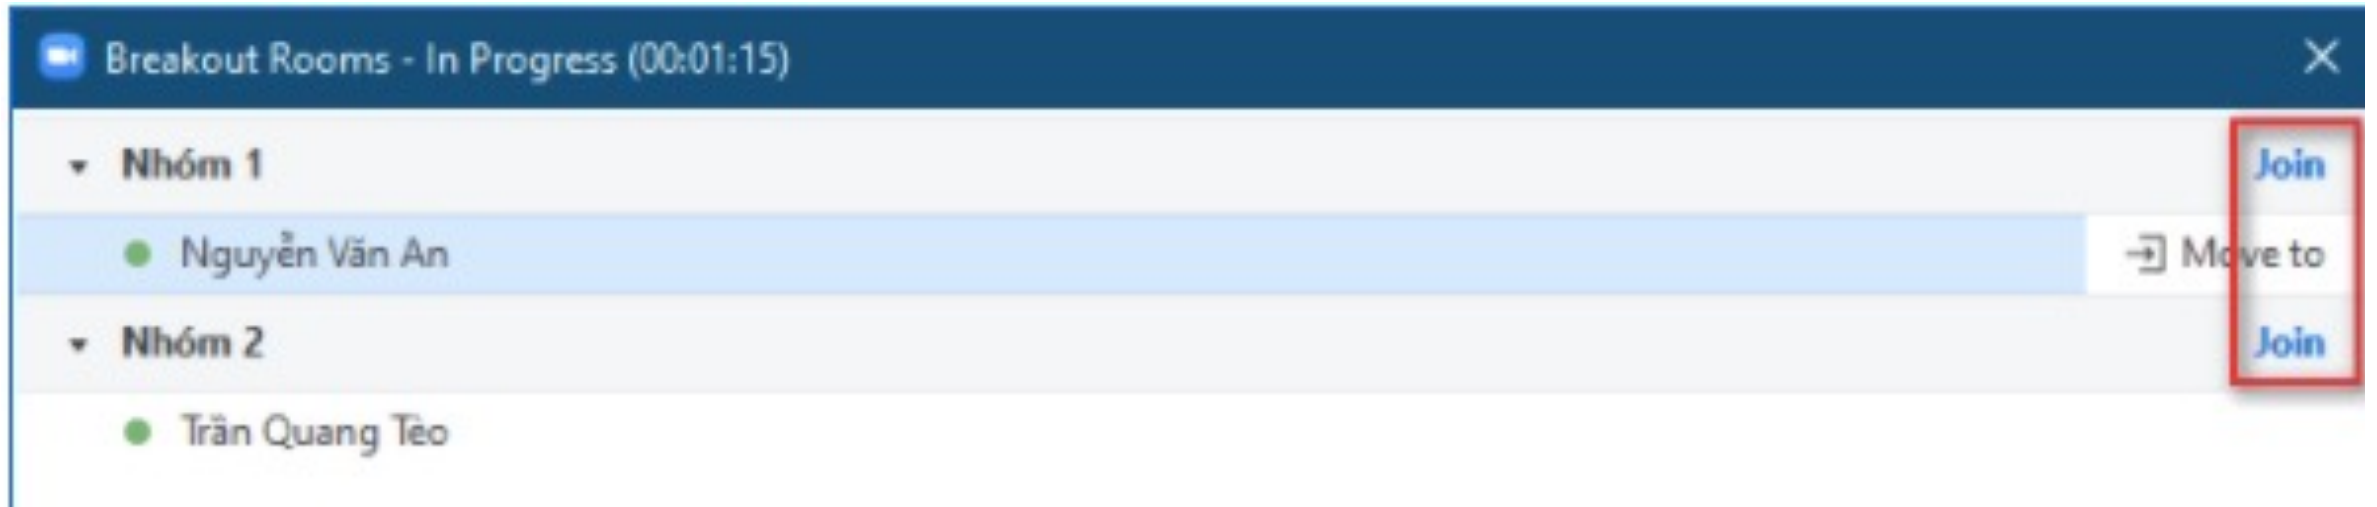 Breakout Rooms - In Progress (00:01:15)
Nhóm 1 Join
Nguyễn Văn An Move to
Nhóm 2 Join
Trần Quang Tèo